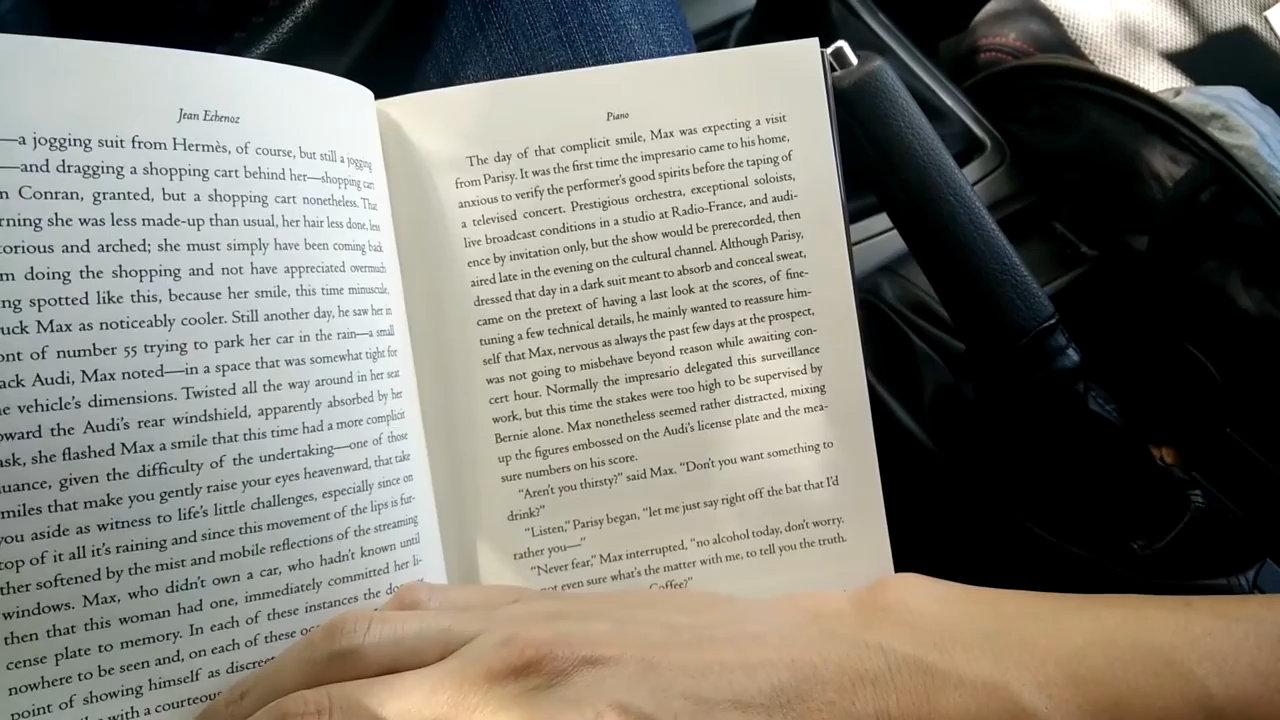 Jean Echenoz
—a jogging suit from Hermès, of course, but still a jogging
—and dragging a shopping cart behind her—shopping cart
n Conran, granted, but a shopping cart nonetheless. That
rning she was less made-up than usual, her hair less done, less
torious and arched; she must simply have been coming back
m doing the shopping and not have appreciated overmuch
ng spotted like this, because her smile, this time minuscule,
uck Max as noticeably cooler. Still another day, he saw her in
ont of number 55 trying to park her car in the rain—a small
ack Audi, Max noted—in a space that was somewhat tight for
e vehicle's dimensions. Twisted all the way around in her seat
oward the Audi's rear windshield, apparently absorbed by her
ask, she flashed Max a smile that this time had a more complicit
uance, given the difficulty of the undertaking—one of those
miles that make you gently raise your eyes heavenward, that take
you aside as witness to life's little challenges, especially since on
top of it all it's raining and since this movement of the lips is fur-
ther softened by the mist and mobile reflections of the streaming
windows. Max, who didn't own a car, who hadn't known until
then that this woman had one, immediately committed her li-
cense plate to memory. In each of these instances the do
nowhere to be seen and, on each of these oc
point of showing himself as discree
with a courteous
Piano
The day of that complicit smile, Max was expecting a visit
from Parisy. It was the first time the impresario came to his home,
anxious to verify the performer's good spirits before the taping of
a televised concert. Prestigious orchestra, exceptional soloists,
live broadcast conditions in a studio at Radio-France, and audi-
ence by invitation only, but the show would be prerecorded, then
aired late in the evening on the cultural channel. Although Parisy,
dressed that day in a dark suit meant to absorb and conceal sweat,
came on the pretext of having a last look at the scores, of fine-
tuning a few technical details, he mainly wanted to reassure him-
self that Max, nervous as always the past few days at the prospect,
was not going to misbehave beyond reason while awaiting con-
cert hour. Normally the impresario delegated this surveillance
work, but this time the stakes were too high to be supervised by
Bernie alone. Max nonetheless seemed rather distracted, mixing
up the figures embossed on the Audi's license plate and the mea-
sure numbers on his score.
"Aren't you thirsty?" said Max. "Don't you want something to
drink?"
"Listen," Parisy began, "let me just say right off the bat that I'd
rather you—"
"Never fear," Max interrupted, "no alcohol today, don't worry.
not even sure what's the matter with me, to tell you the truth.
Coffee?"